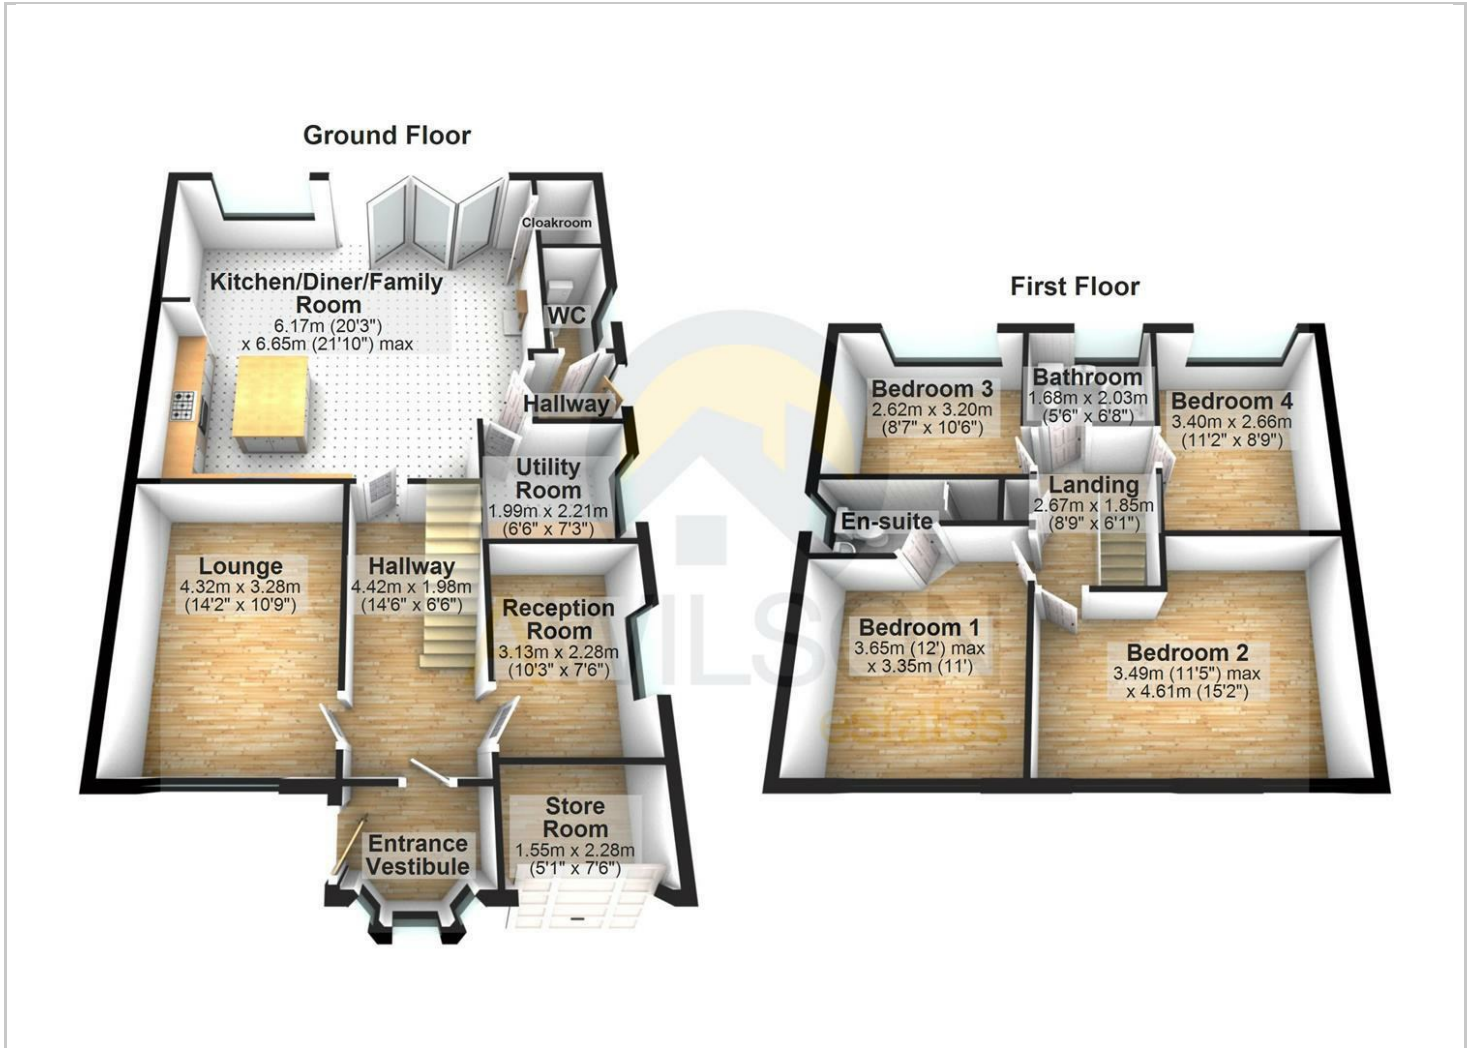 Ground Floor
Cloakroom
Kitchen/Diner/Family
Room
6.17m (20'3")
x 6.65m (21'10") max
WC
Hallway
Utility
Room
1.99m x 2.21m
(6'6" x 7'3")
Lounge
4.32m x 3.28m
(14'2" x 10'9")
Hallway
4.42m x 1.98m
(14'6" x 6'6")
Reception
Room
3.13m x 2.28m
(10'3" x 7'6")
Store
Room
1.55m x 2.28m
(5'1" x 7'6")
Entrance
Vestibule
First Floor
Bedroom 3
2.62m x 3.20m
(8'7" x 10'6")
Bathroom
1.68m x 2.03m
(5'6" x 6'8")
Bedroom 4
3.40m x 2.66m
(11'2" x 8'9")
Landing
2.67m x 1.85m
(8'9" x 6'1")
En-suite
Bedroom 1
3.65m (12') max
x 3.35m (11')
Bedroom 2
3.49m (11'5") max
x 4.61m (15'2")
estates